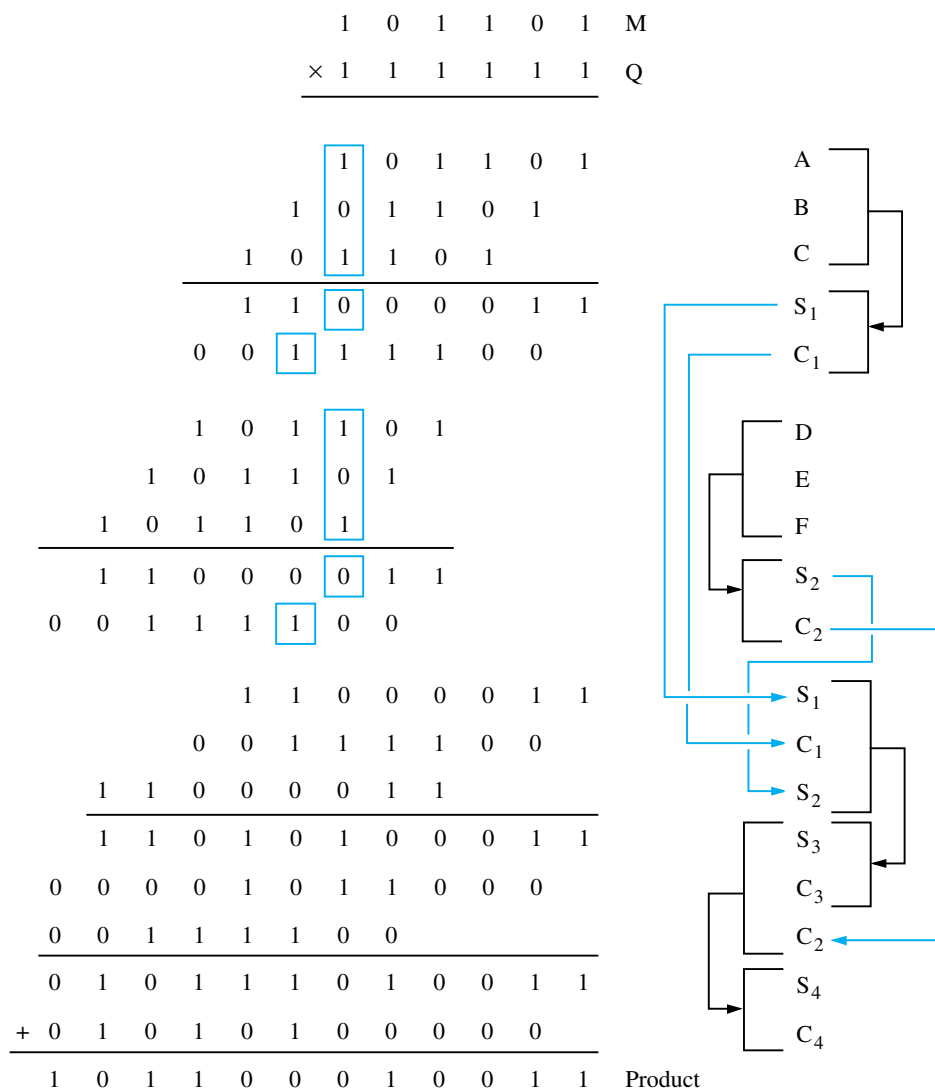 1 0 1 1 0 1 M
× 1 1 1 1 1 1 Q
1 0 1 1 0 1 A
1 0 1 1 0 1 B
1 0 1 1 0 1 C
1 1 0 0 0 0 1 1 S1
0 0 1 1 1 1 0 0 C1
1 0 1 1 0 1 D
1 0 1 1 0 1 E
1 0 1 1 0 1 F
1 1 0 0 0 0 1 1 S2
0 0 1 1 1 1 0 0 C2
1 1 0 0 0 0 1 1 S1
0 0 1 1 1 1 0 0 C1
1 1 0 0 0 0 1 1 S2
1 1 0 1 0 1 0 0 0 1 1 S3
0 0 0 0 1 0 1 1 0 0 0 C3
0 0 1 1 1 1 0 0 C2
0 1 0 1 1 1 0 1 0 0 1 1 S4
+ 0 1 0 1 0 1 0 0 0 0 0 C4
1 0 1 1 0 0 0 1 0 0 1 1 Product